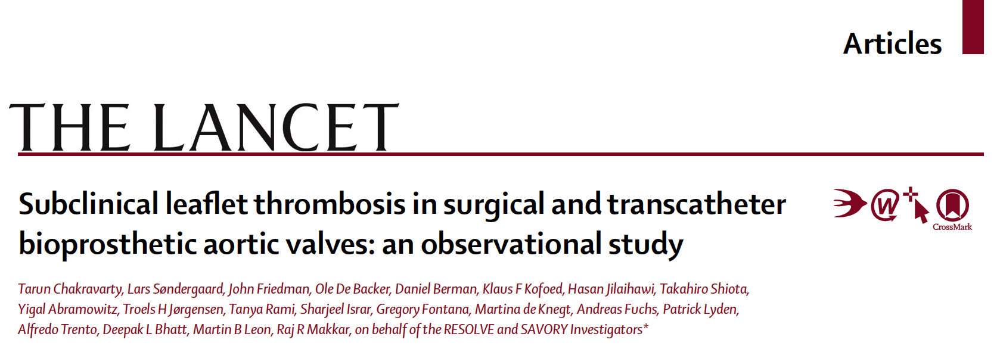 Articles
THE LANCET
Subclinical leaflet thrombosis in surgical and transcatheter
bioprosthetic aortic valves: an observational study
W
CrossMark
Tarun Chakravarty, Lars Søndergaard, John Friedman, Ole De Backer, Daniel Berman, Klaus F Kofoed, Hasan Jilaihawi, Takahiro Shiota,
Yigal Abramowitz, Troels H Jørgensen, Tanya Rami, Sharjeel Israr, Gregory Fontana, Martina de Knegt, Andreas Fuchs, Patrick Lyden,
Alfredo Trento, Deepak L Bhatt, Martin B Leon, Raj R Makkar, on behalf of the RESOLVE and SAVORY Investigators*